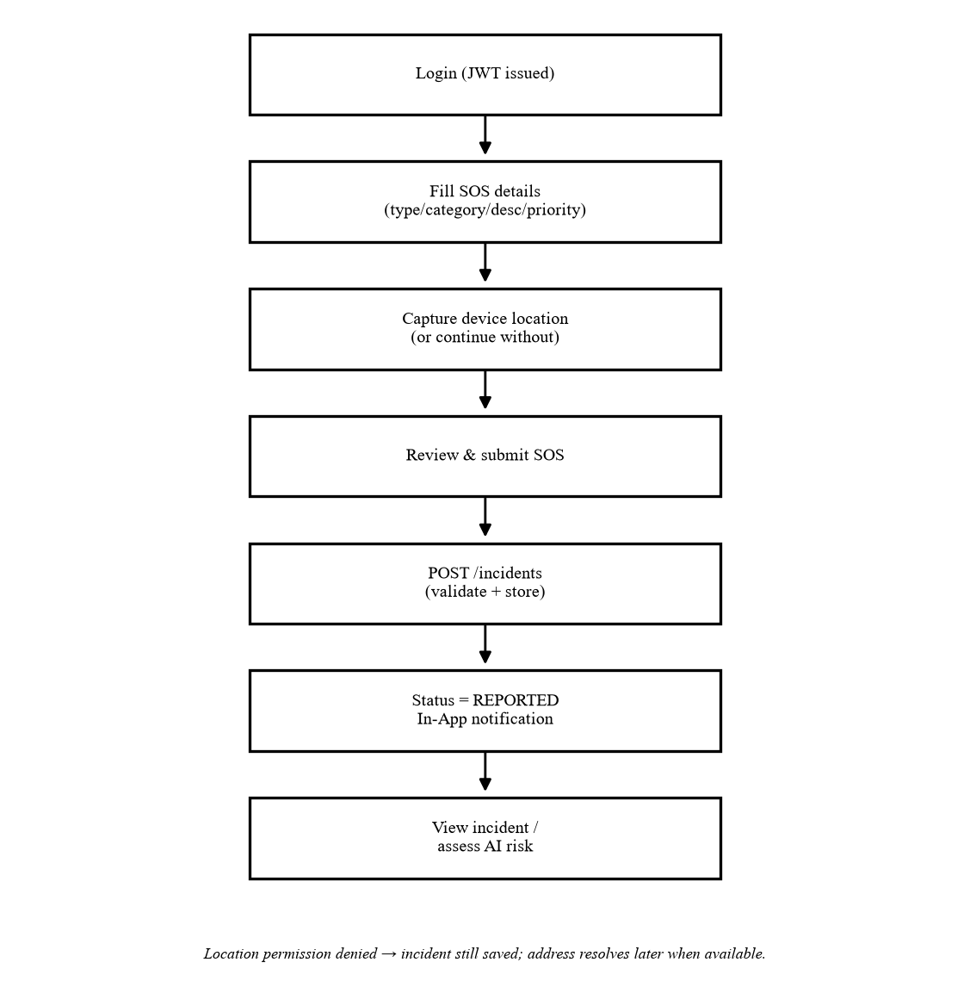 Login (JWT issued)
Fill SOS details
(type/category/desc/priority)
Capture device location
(or continue without)
Review & submit SOS
POST /incidents
(validate + store)
Status = REPORTED
In-App notification
View incident /
assess AI risk
Location permission denied → incident still saved; address resolves later when available.